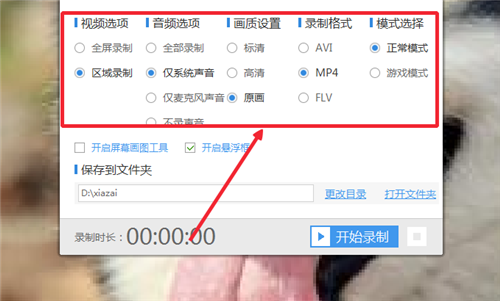 视频选项 音频选项 画质设置 录制格式 模式选择
全屏录制 全部录制 标清 AVI 正常模式
区域录制 仅系统声音 高清 MP4 游戏模式
仅麦克风声音 原画 FLV
不录声音
开启屏幕画图工具 开启悬浮框
保存到文件夹
D:\xiazai 更改目录 打开文件夹
录制时长：00:00:00 开始录制